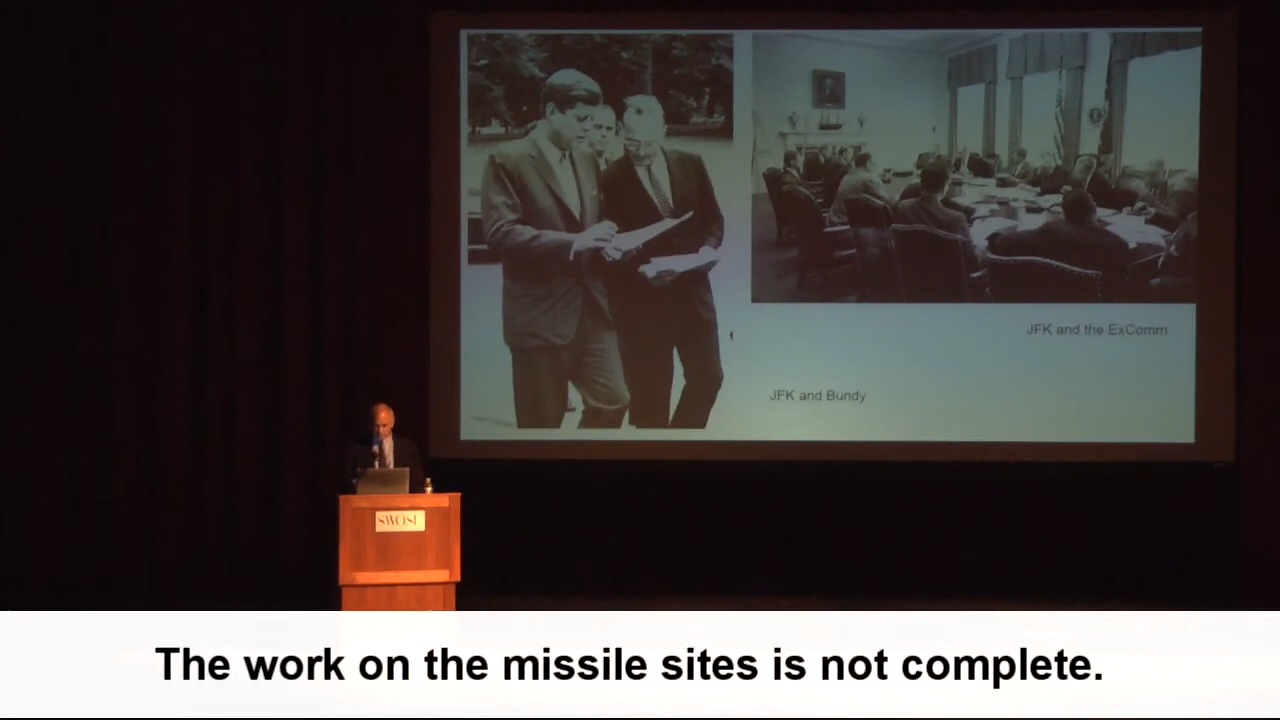 JFK and the ExComm
JFK and Bundy
SWOSU
The work on the missile sites is not complete.